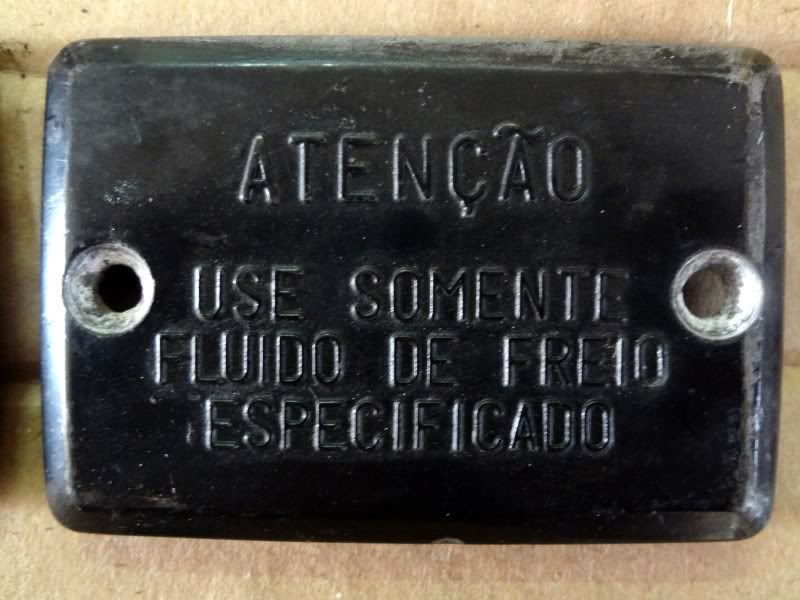 ATENÇÃO
USE SOMENTE
FLUIDO DE FREIO
ESPECIFICADO